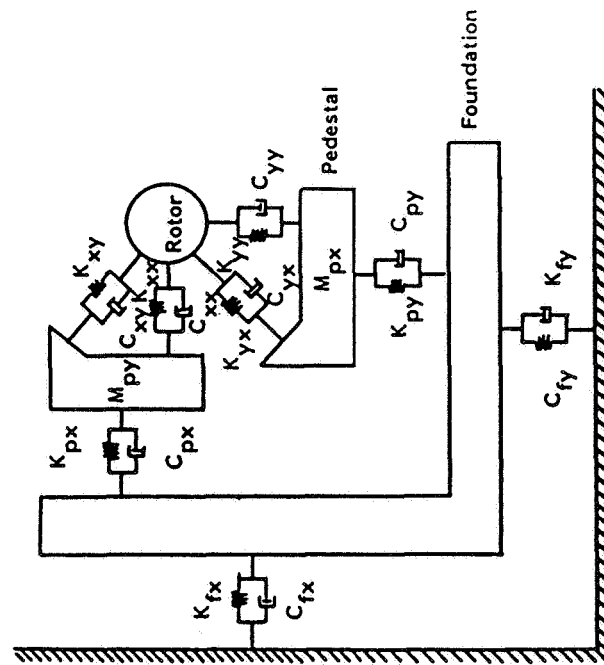 K_xy
Rotor
C_xy
K_xx
C_xx
K_yy
C_yy
K_yx
C_yx
M_py
M_px
Pedestal
K_px
C_px
K_py
C_py
Foundation
K_fx
C_fx
C_fy
K_fy